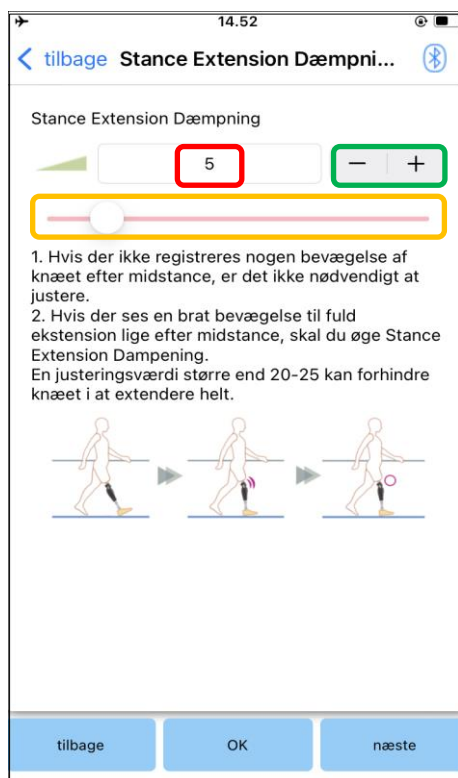 14.52
tilbage Stance Extension Dæmpni...
Stance Extension Dæmpning
5
− +
1. Hvis der ikke registreres nogen bevægelse af
knæet efter midstance, er det ikke nødvendigt at
justere.
2. Hvis der ses en brat bevægelse til fuld
ekstension lige efter midstance, skal du øge Stance
Extension Dampening.
En justeringsværdi større end 20-25 kan forhindre
knæet i at extendere helt.
tilbage OK næste